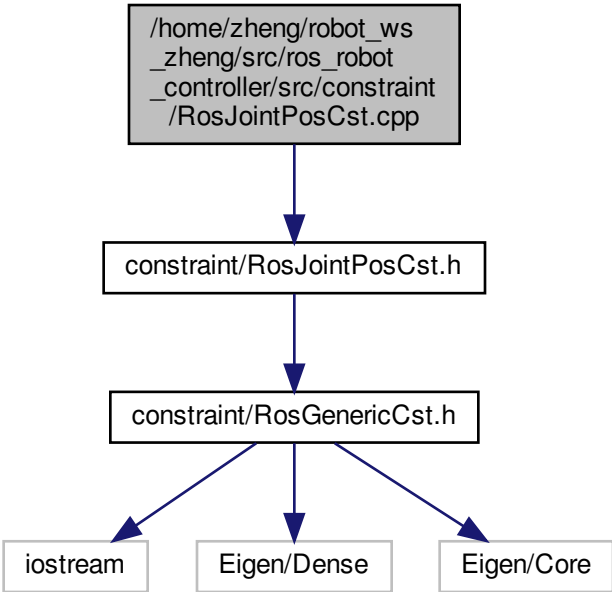 /home/zheng/robot_ws
_zheng/src/ros_robot
_controller/src/constraint
/RosJointPosCst.cpp
constraint/RosJointPosCst.h
constraint/RosGenericCst.h
iostream
Eigen/Dense
Eigen/Core